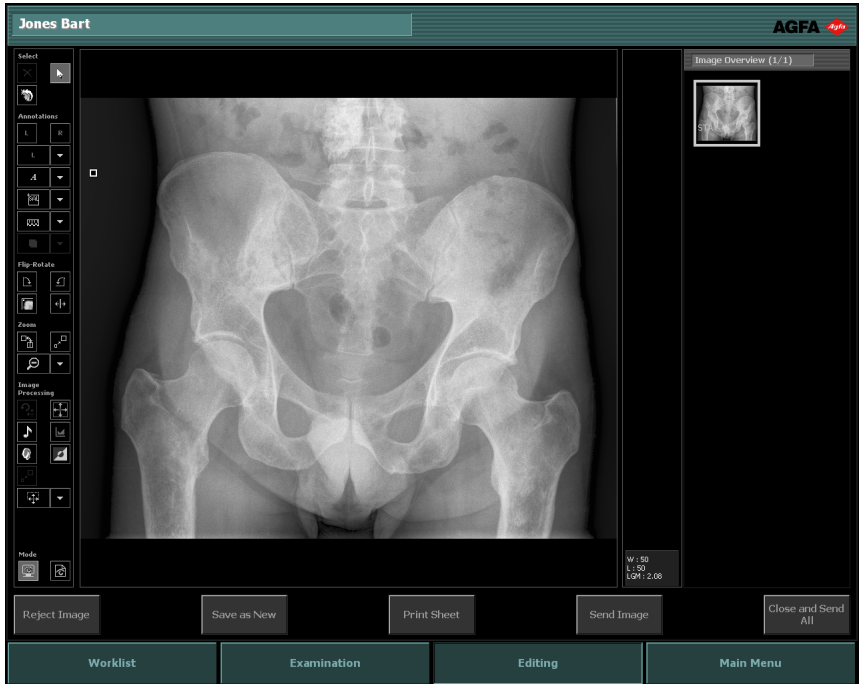 Jones Bart
AGFA
Select
Annotations
L R
L
A
Flip-Rotate
Zoom
Image
Processing
Mode
Image Overview (1/1)
W : 50
L : 50
LGM : 2.08
Reject Image
Save as New
Print Sheet
Send Image
Close and Send
All
Worklist
Examination
Editing
Main Menu